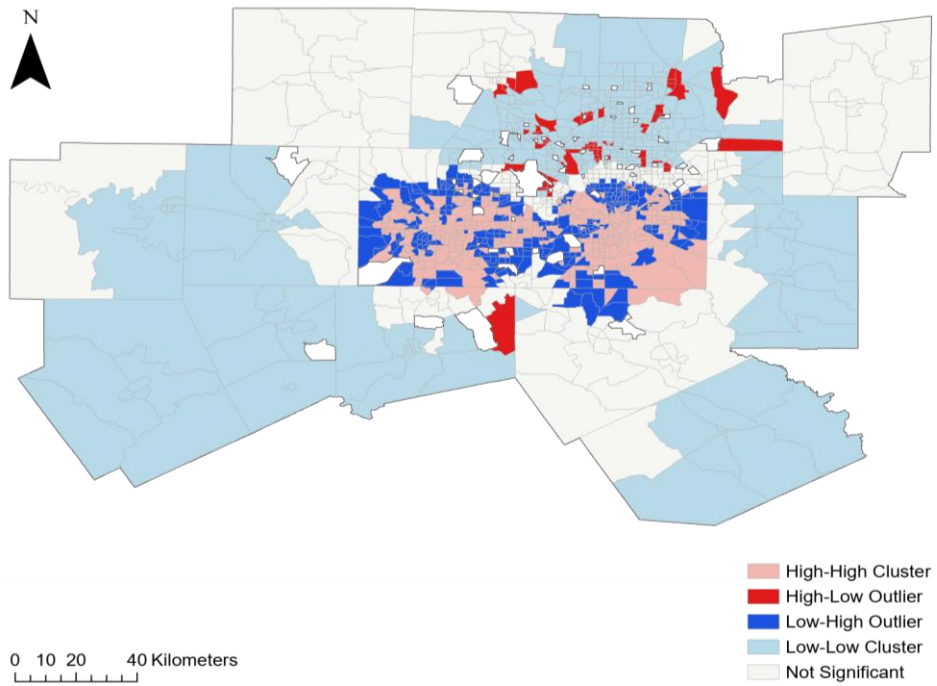 N
High-High Cluster
High-Low Outlier
Low-High Outlier
Low-Low Cluster
Not Significant
0 10 20 40 Kilometers